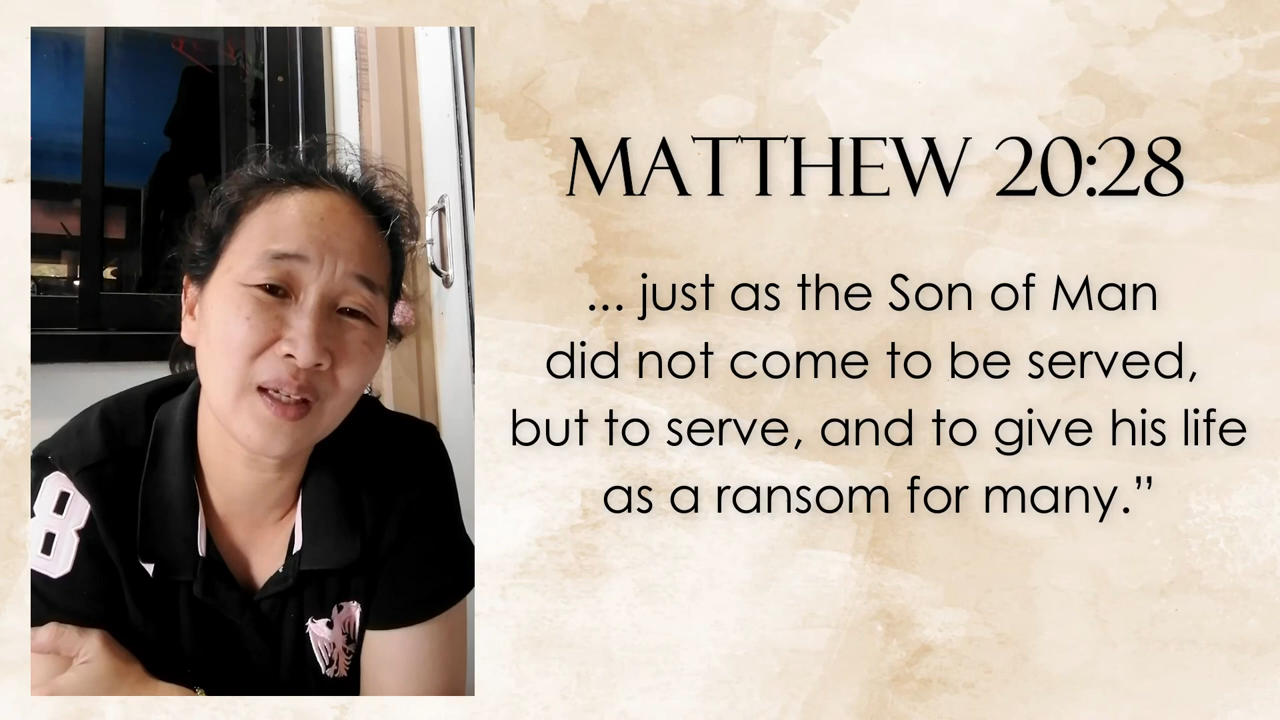 8
MATTHEW 20:28
... just as the Son of Man
did not come to be served,
but to serve, and to give his life
as a ransom for many.”